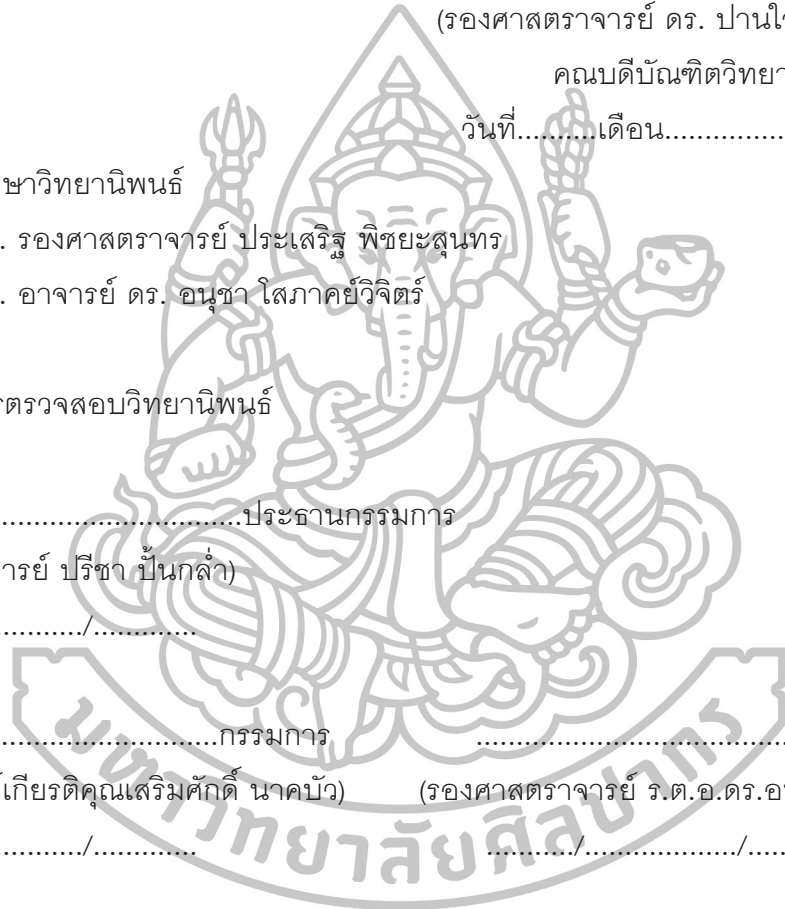 (รองศาสตราจารย์ ดร. ปานใ
คณบดีบัณฑิตวิทยา
วันที่..........เดือน...............
ษาวิทยานิพนธ์
. รองศาสตราจารย์ ประเสริฐ พิชยะสุนทร
. อาจารย์ ดร. อนุชา โสภาคย์วิจิตร์
รตรวจสอบวิทยานิพนธ์
..............................ประธานกรรมการ
ารย์ ปรีชา ปั้นกล่ำ)
.........../.............
...........................กรรมการ .......................................
์เกียรติคุณเสริมศักดิ์ นาคบัว) (รองศาสตราจารย์ ร.ต.อ.ดร.อ
.........../............. .........../.................../.....
มหาวิทยาลัยศิลปากร